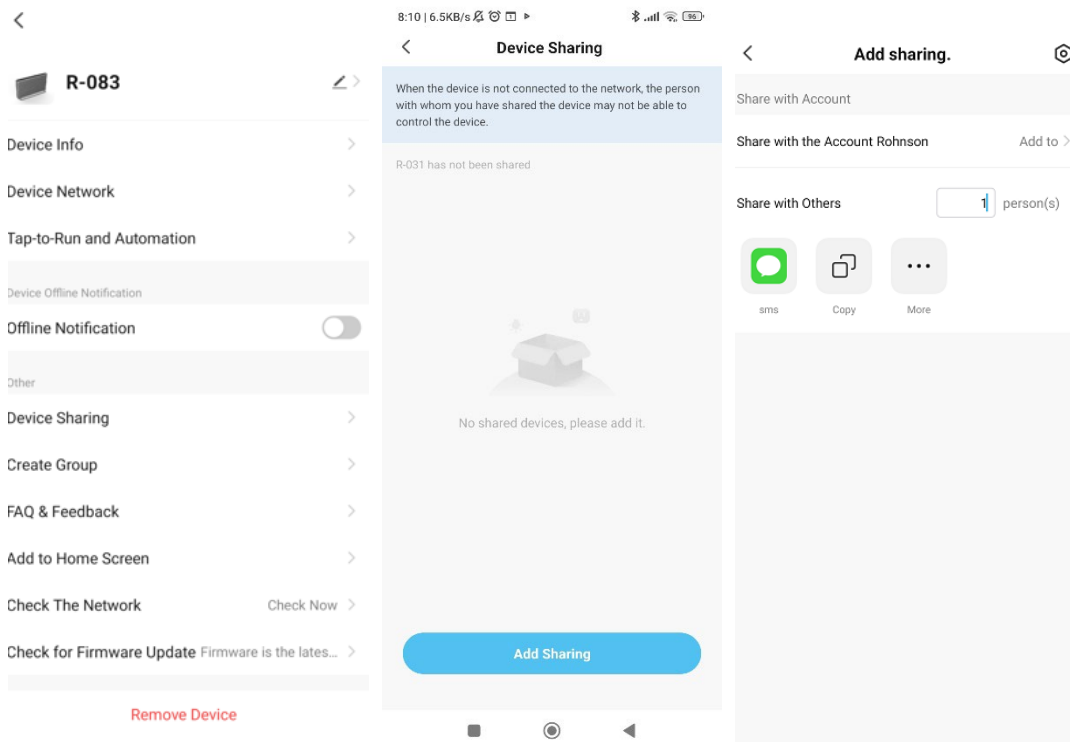 R-083
Device Info
Device Network
Tap-to-Run and Automation
Device Offline Notification
Offline Notification
Other
Device Sharing
Create Group
FAQ & Feedback
Add to Home Screen
Check The Network Check Now
Check for Firmware Update Firmware is the lates...
Remove Device
8:10 | 6.5KB/s 96
Device Sharing
When the device is not connected to the network, the person
with whom you have shared the device may not be able to
control the device.
R-031 has not been shared
No shared devices, please add it.
Add Sharing
Add sharing.
Share with Account
Share with the Account Rohnson Add to
Share with Others 1 person(s)
sms Copy More